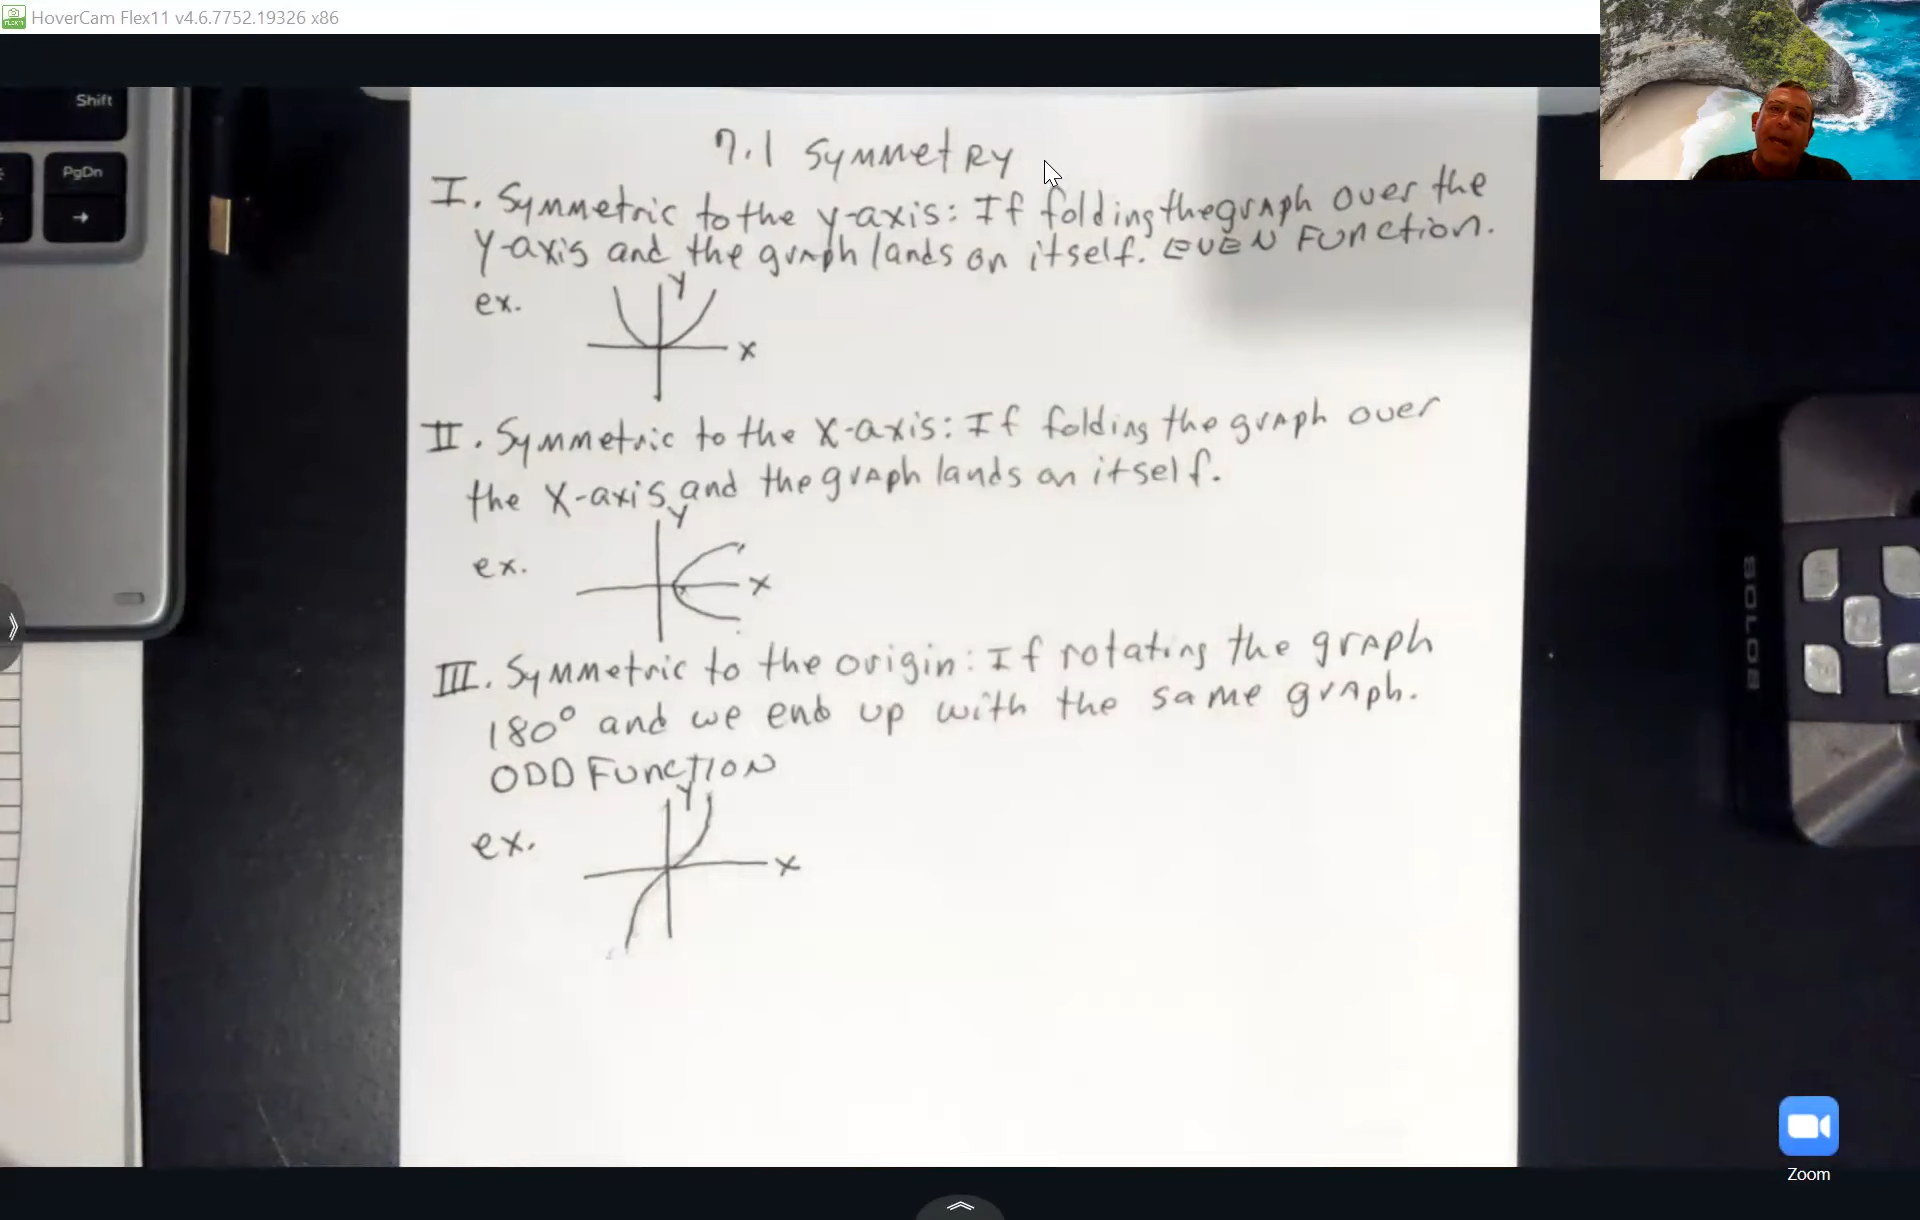 HoverCam Flex11 v4.6.7752.19326 x86
Shift
PgDn
7.1 Symmetry
I. Symmetric to the y-axis: If folding the graph over the
y-axis and the graph lands on itself. EVEN Function.
ex.
y
x
II. Symmetric to the x-axis: If folding the graph over
the x-axis and the graph lands on itself.
y
ex.
x
III. Symmetric to the origin: If rotating the graph
180° and we end up with the same graph.
ODD Function
y
ex.
x
BOLDE
Zoom